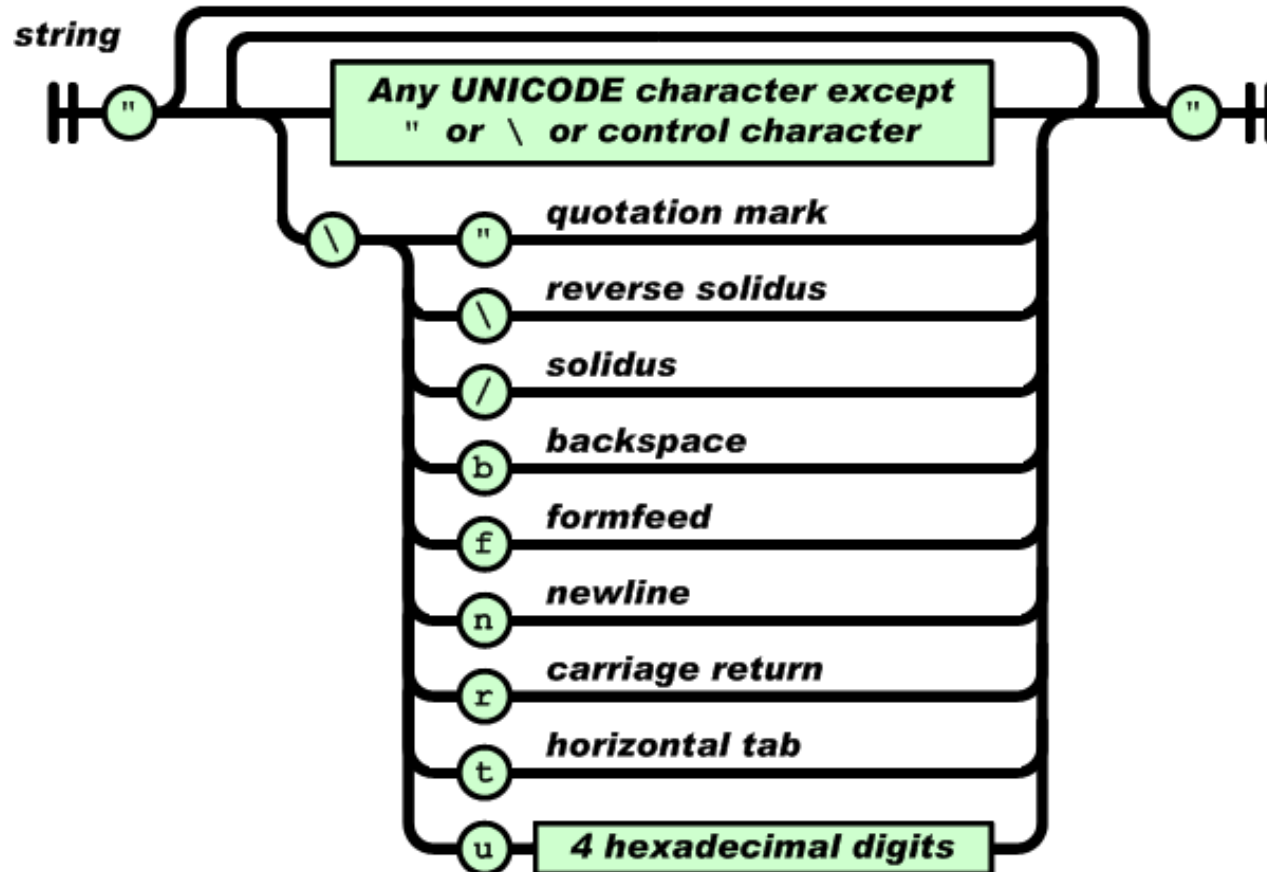 string
"
Any UNICODE character except
" or \ or control character
"
\
" quotation mark
\ reverse solidus
/ solidus
b backspace
f formfeed
n newline
r carriage return
t horizontal tab
u 4 hexadecimal digits